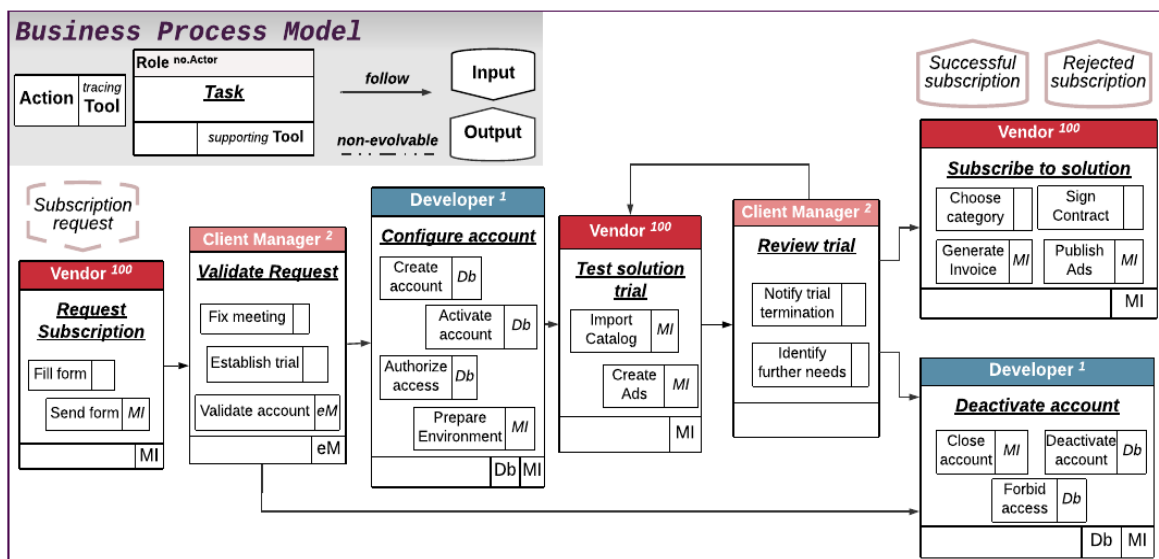 Business Process Model
Action
tracing
Tool
Role no.Actor
Task
supporting Tool
follow
non-evolvable
Input
Output
Subscription
request
Vendor 100
Request
Subscription
Fill form
Send form MI
MI
Client Manager 2
Validate Request
Fix meeting
Establish trial
Validate account eM
eM
Developer 1
Configure account
Create
account Db
Activate
account Db
Authorize
access Db
Prepare
Environment MI
Db MI
Vendor 100
Test solution
trial
Import
Catalog MI
Create
Ads MI
MI
Client Manager 2
Review trial
Notify trial
termination
Identify
further needs
Successful
subscription
Rejected
subscription
Vendor 100
Subscribe to solution
Choose
category
Sign
Contract
Generate
Invoice MI
Publish
Ads MI
MI
Developer 1
Deactivate account
Close
account MI
Deactivate
account Db
Forbid
access Db
Db MI